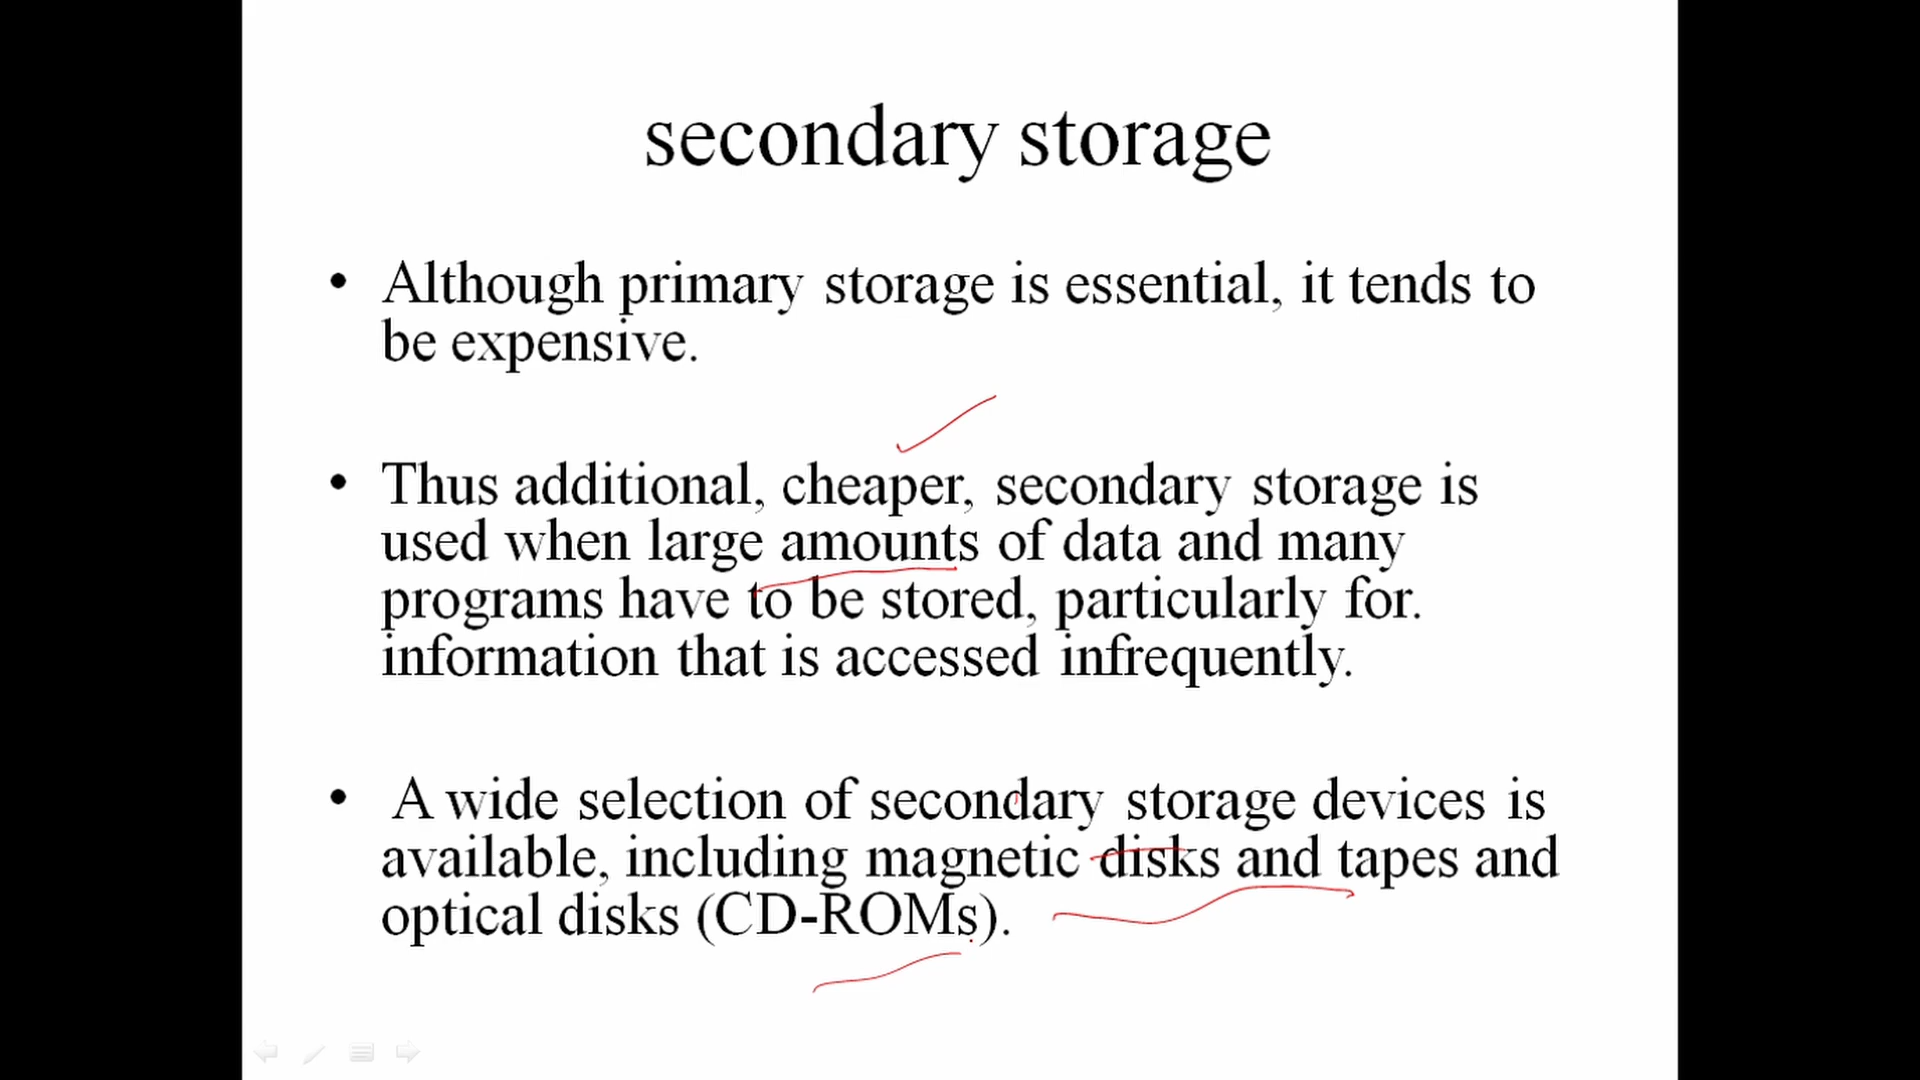 secondary storage
• Although primary storage is essential, it tends to
be expensive.
• Thus additional, cheaper, secondary storage is
used when large amounts of data and many
programs have to be stored, particularly for.
information that is accessed infrequently.
• A wide selection of secondary storage devices is
available, including magnetic disks and tapes and
optical disks (CD-ROMs).